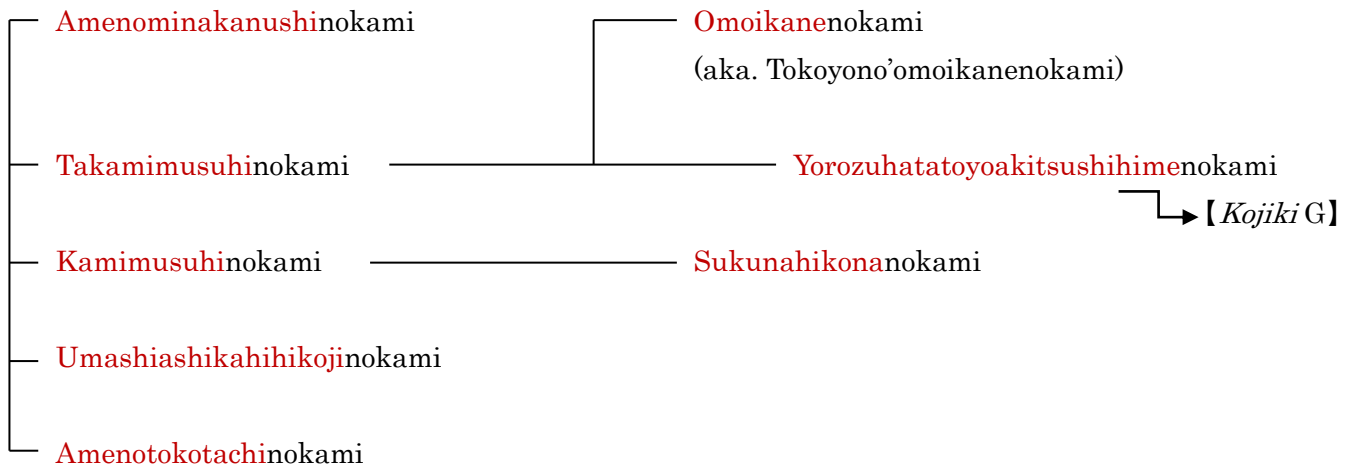 Amenominakanushinokami
Omoikanenokami
(aka. Tokoyono’omoikanenokami)
Takamimusuhinokami
Yorozuhatatoyoakitsushihimenokami
【Kojiki G】
Kamimusuhinokami
Sukunahikonanokami
Umashiashikahihikojinokami
Amenotokotachinokami